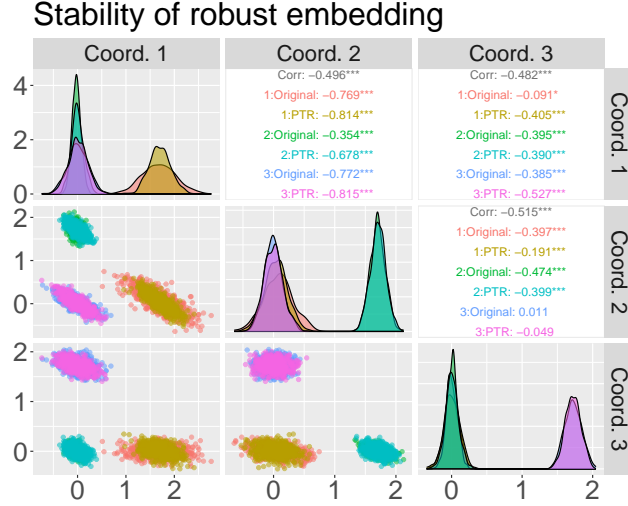 Stability of robust embedding
Coord. 1 Coord. 2 Coord. 3
4
2
0
Corr: −0.496***
1:Original: −0.769***
1:PTR: −0.814***
2:Original: −0.354***
2:PTR: −0.678***
3:Original: −0.772***
3:PTR: −0.815***
Corr: −0.482***
1:Original: −0.091*
1:PTR: −0.405***
2:Original: −0.395***
2:PTR: −0.390***
3:Original: −0.385***
3:PTR: −0.527***
Coord. 1
2
1
0
Corr: −0.515***
1:Original: −0.397***
1:PTR: −0.191***
2:Original: −0.474***
2:PTR: −0.399***
3:Original: 0.011
3:PTR: −0.049
Coord. 2
2
1
0
Coord. 3
0 1 2 0 1 2 0 1 2